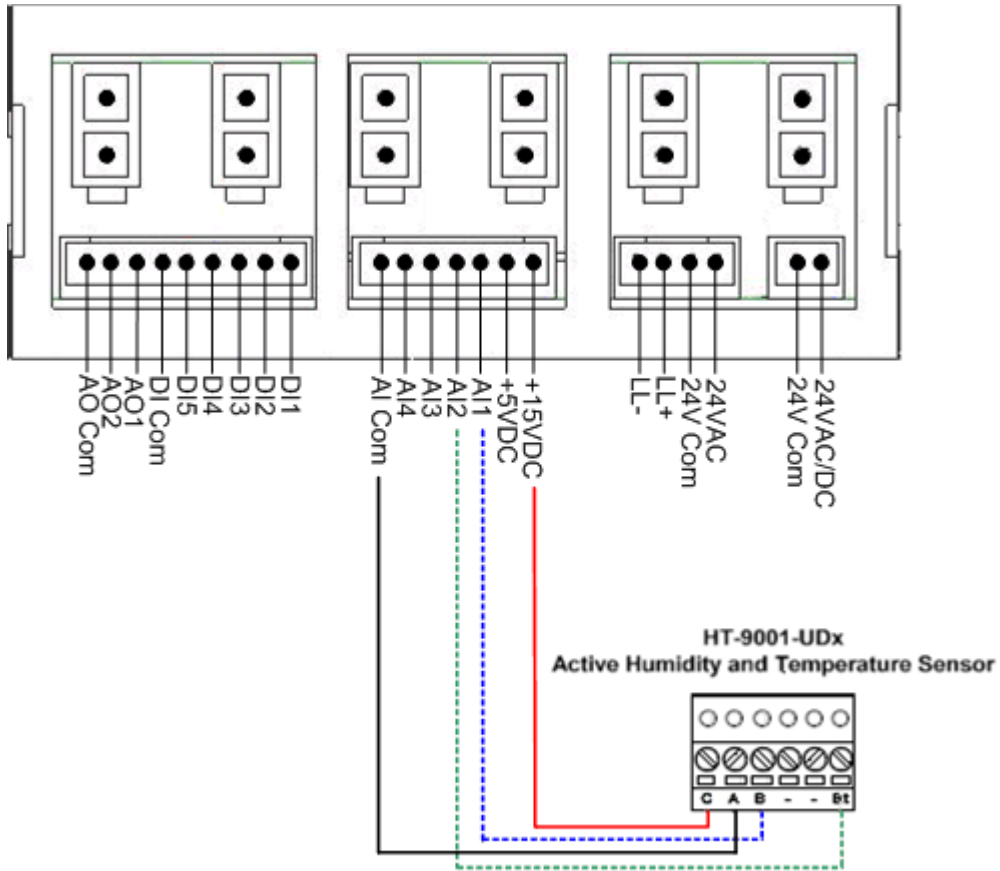 AO Com
AO2
AO1
DI Com
DI5
DI4
DI3
DI2
DI1
AI Com
AI4
AI3
AI2
AI1
+5VDC
+15VDC
LL-
LL+
24V Com
24VAC
24V Com
24VAC/DC
HT-9001-UDx
Active Humidity and Temperature Sensor
C A B - - Bt